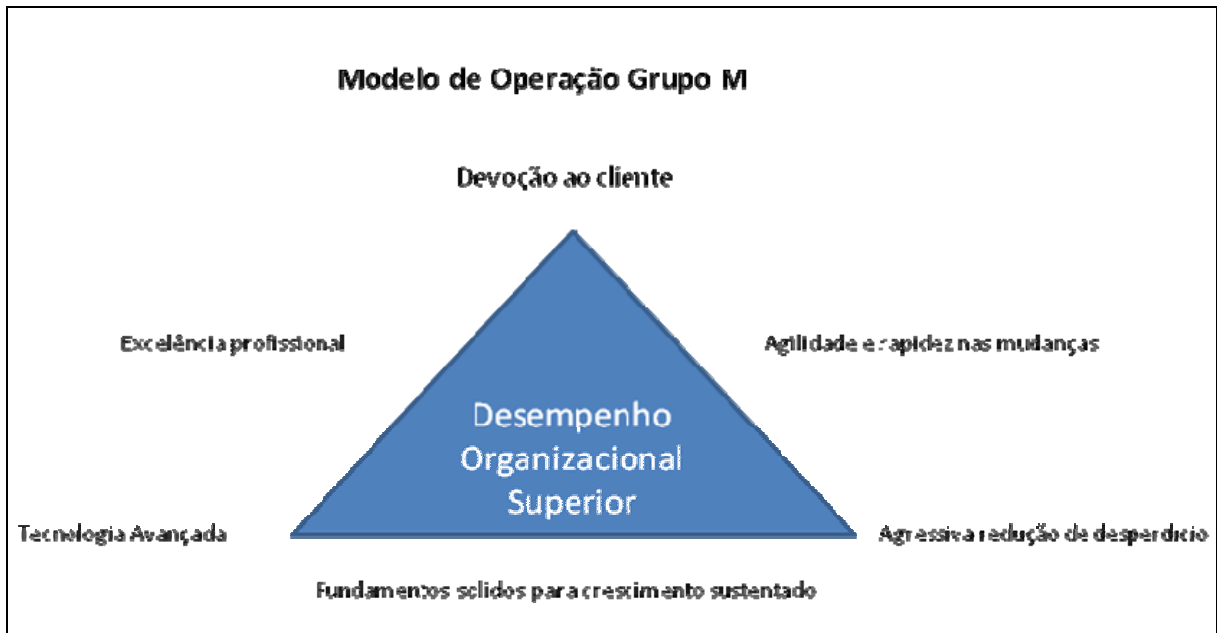 Modelo de Operação Grupo M
Devoção ao cliente
Excelência profissional
Agilidade e rapidez nas mudanças
Desempenho
Organizacional
Superior
Tecnologia Avançada
Agressiva redução de desperdicio
Fundamentos solidos para crescimento sustentado